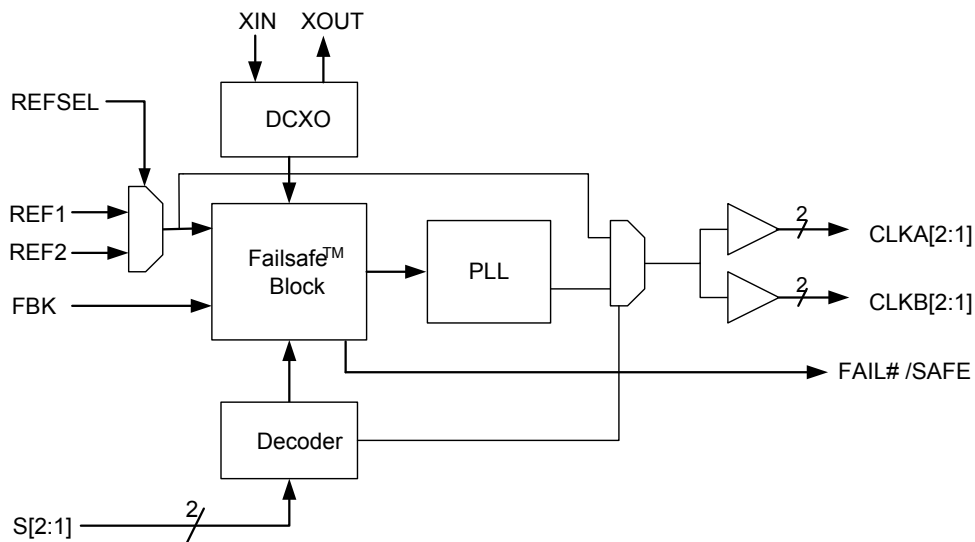 XIN XOUT
REFSEL
DCXO
REF1
REF2
FBK
Failsafe™
Block
PLL
2
CLKA[2:1]
2
CLKB[2:1]
FAIL# /SAFE
Decoder
2
S[2:1]